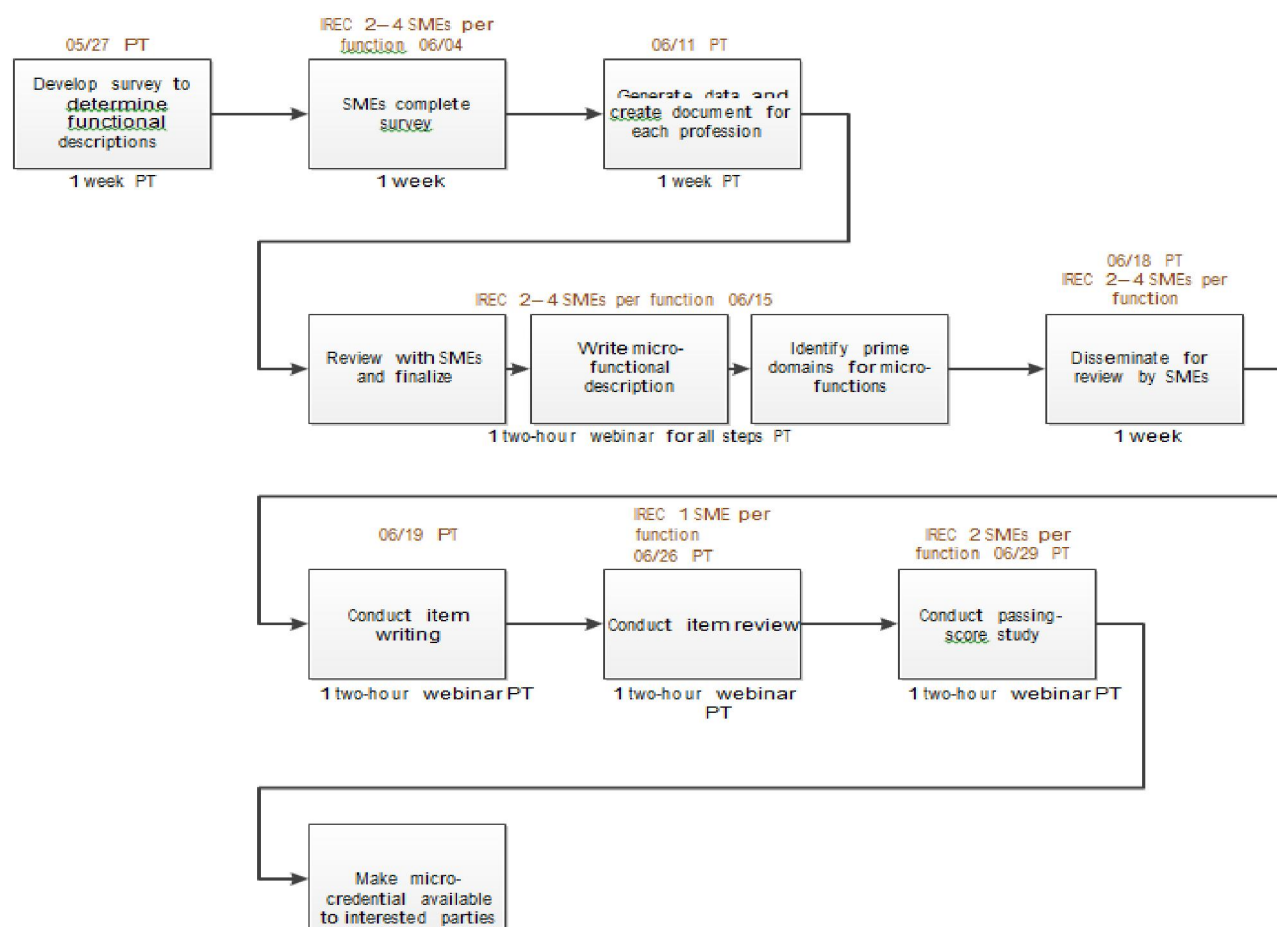 05/27 PT
Develop survey to
determine
functional
descriptions
1 week PT
IREC 2–4 SMEs per
function 06/04
SMEs complete
survey
1 week
06/11 PT
Generate data and
create document for
each profession
1 week PT
IREC 2–4 SMEs per function 06/15
Review with SMEs
and finalize
Write micro-
functional
description
Identify prime
domains for micro-
functions
1 two-hour webinar for all steps PT
06/18 PT
IREC 2–4 SMEs per
function
Disseminate for
review by SMEs
1 week
06/19 PT
Conduct item
writing
1 two-hour webinar PT
IREC 1 SME per
function
06/26 PT
Conduct item review
1 two-hour webinar
PT
IREC 2 SMEs per
function 06/29 PT
Conduct passing-
score study
1 two-hour webinar PT
Make micro-
credential available
to interested parties